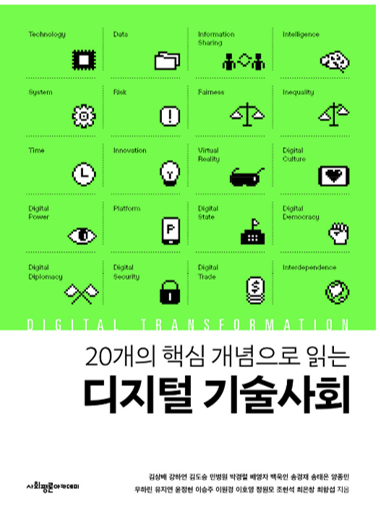 Technology
Data
Information
Sharing
Intelligence
System
Risk
Fairness
Inequality
Time
Innovation
Virtual
Reality
Digital
Culture
Digital
Power
Platform
P
Digital
State
Digital
Democracy
Digital
Diplomacy
Digital
Security
Digital
Trade
$
Interdependence
DIGITAL TRANSFORMATION
20개의 핵심 개념으로 읽는
디지털 기술사회
김상배 강하연 김도승 민병원 박경렬 배영자 백욱인 송경재 송태은 양종민
우하린 유지연 윤정현 이승주 이원경 이호영 정원모 조현석 최은창 최항섭 지음
사회평론아카데미